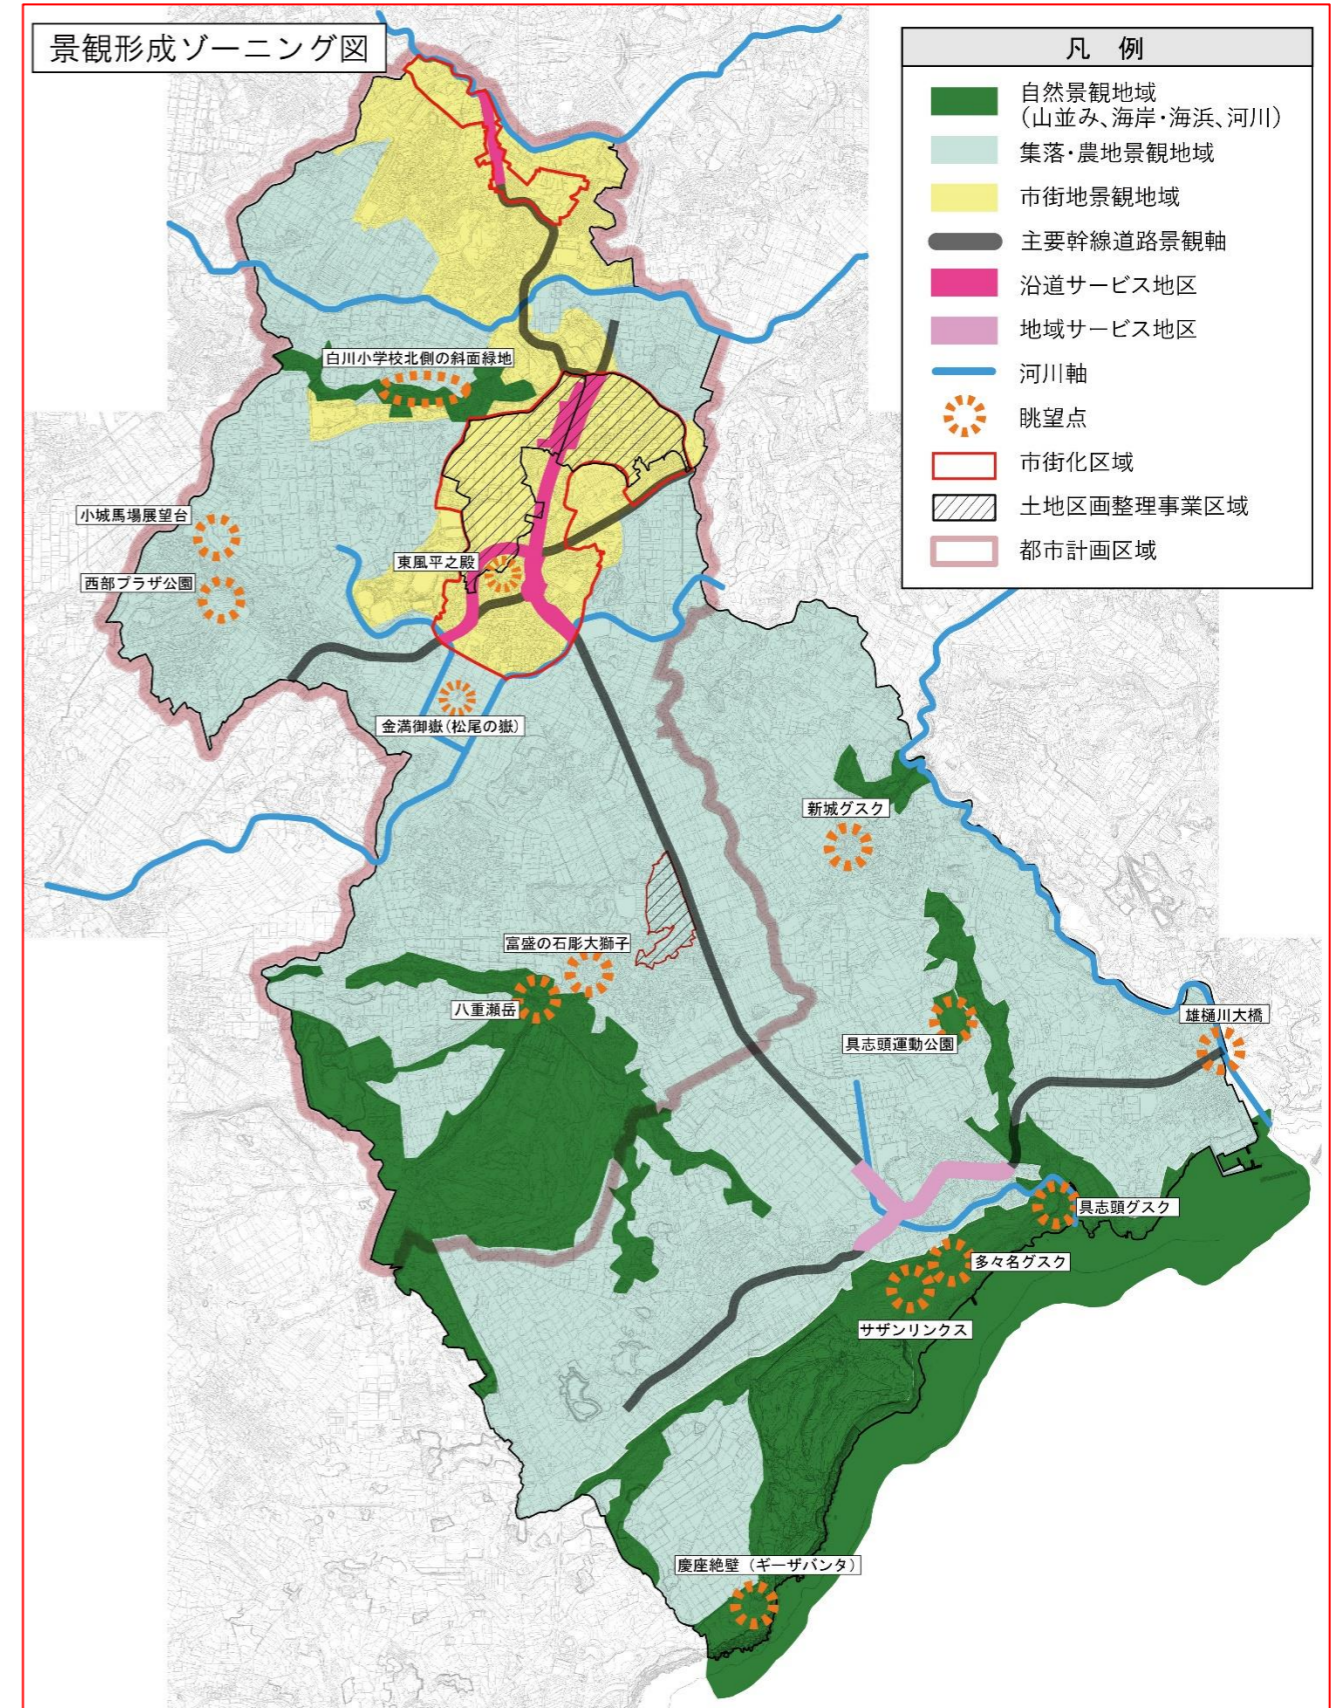 景観形成ゾーニング図
凡 例
自然景観地域
(山並み、海岸・海浜、河川)
集落・農地景観地域
市街地景観地域
主要幹線道路景観軸
沿道サービス地区
地域サービス地区
河川軸
眺望点
市街化区域
土地区画整理事業区域
都市計画区域
白川小学校北側の斜面緑地
小城馬場展望台
東風平之殿
西部プラザ公園
金満御嶽(松尾の嶽)
新城グスク
富盛の石彫大獅子
八重瀬岳
具志頭運動公園
雄樋川大橋
具志頭グスク
多々名グスク
サザンリンクス
慶座絶壁 (ギーザバンタ)